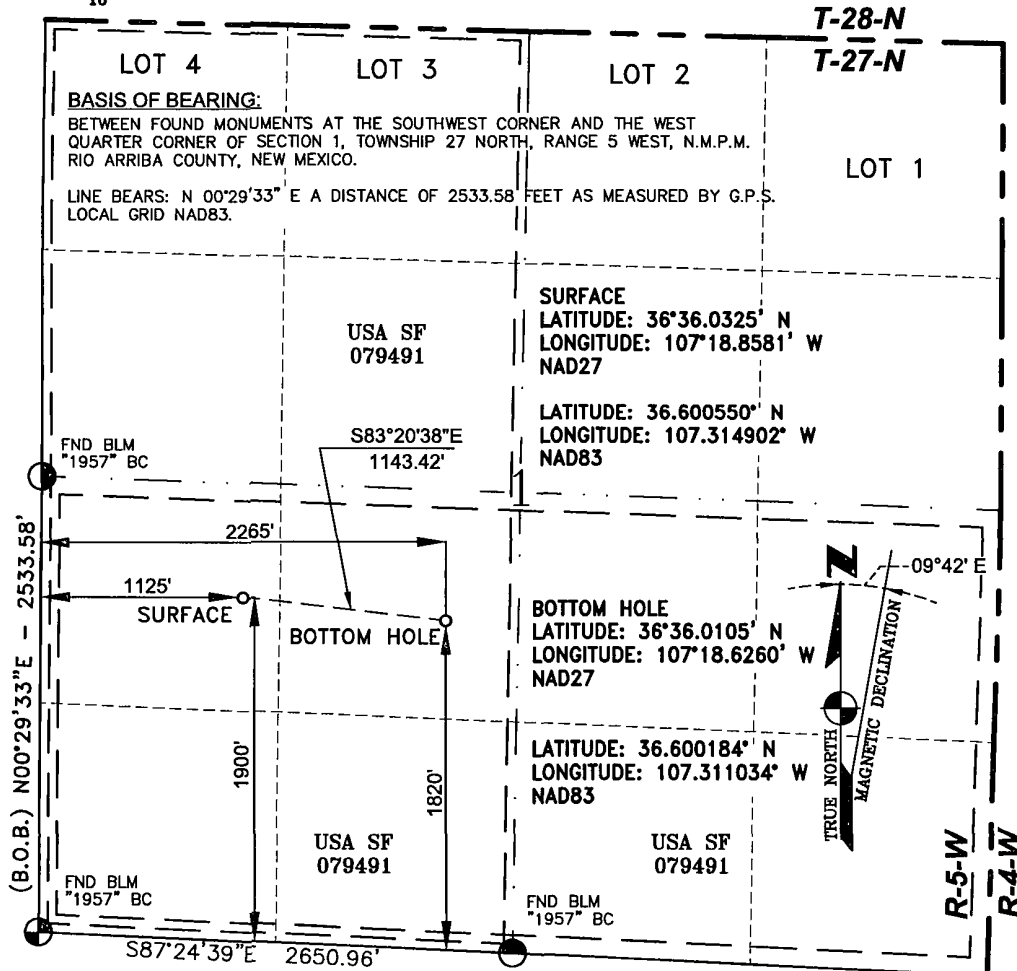 16
T-28-N
T-27-N
LOT 4
LOT 3
LOT 2
LOT 1
BASIS OF BEARING:
BETWEEN FOUND MONUMENTS AT THE SOUTHWEST CORNER AND THE WEST
QUARTER CORNER OF SECTION 1, TOWNSHIP 27 NORTH, RANGE 5 WEST, N.M.P.M.
RIO ARRIBA COUNTY, NEW MEXICO.
LINE BEARS: N 00°29'33" E A DISTANCE OF 2533.58 FEET AS MEASURED BY G.P.S.
LOCAL GRID NAD83.
USA SF
079491
SURFACE
LATITUDE: 36°36.0325' N
LONGITUDE: 107°18.8581' W
NAD27
LATITUDE: 36.600550° N
LONGITUDE: 107.314902° W
NAD83
S83°20'38"E
1143.42'
FND BLM
"1957" BC
1
2265'
1125'
SURFACE
BOTTOM HOLE
(B.O.B.) N00°29'33"E - 2533.58'
BOTTOM HOLE
LATITUDE: 36°36.0105' N
LONGITUDE: 107°18.6260' W
NAD27
LATITUDE: 36.600184° N
LONGITUDE: 107.311034° W
NAD83
N
09°42' E
TRUE NORTH
MAGNETIC DECLINATION
1900'
1820'
USA SF
079491
USA SF
079491
R-5-W
R-4-W
FND BLM
"1957" BC
FND BLM
"1957" BC
S87°24'39"E 2650.96'